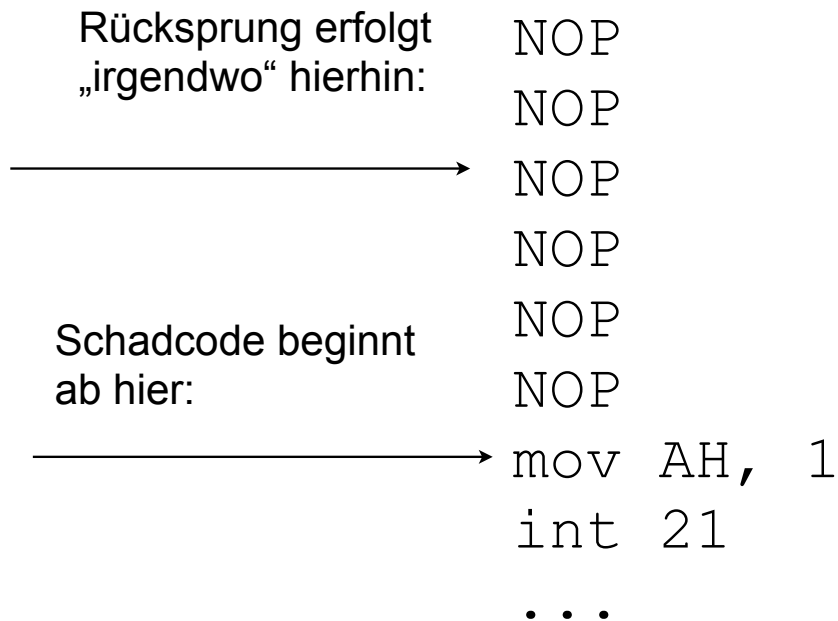 Rücksprung erfolgt
„irgendwo“ hierhin:
NOP
NOP
NOP
NOP
NOP
NOP
Schadcode beginnt
ab hier:
mov AH, 1
int 21
...